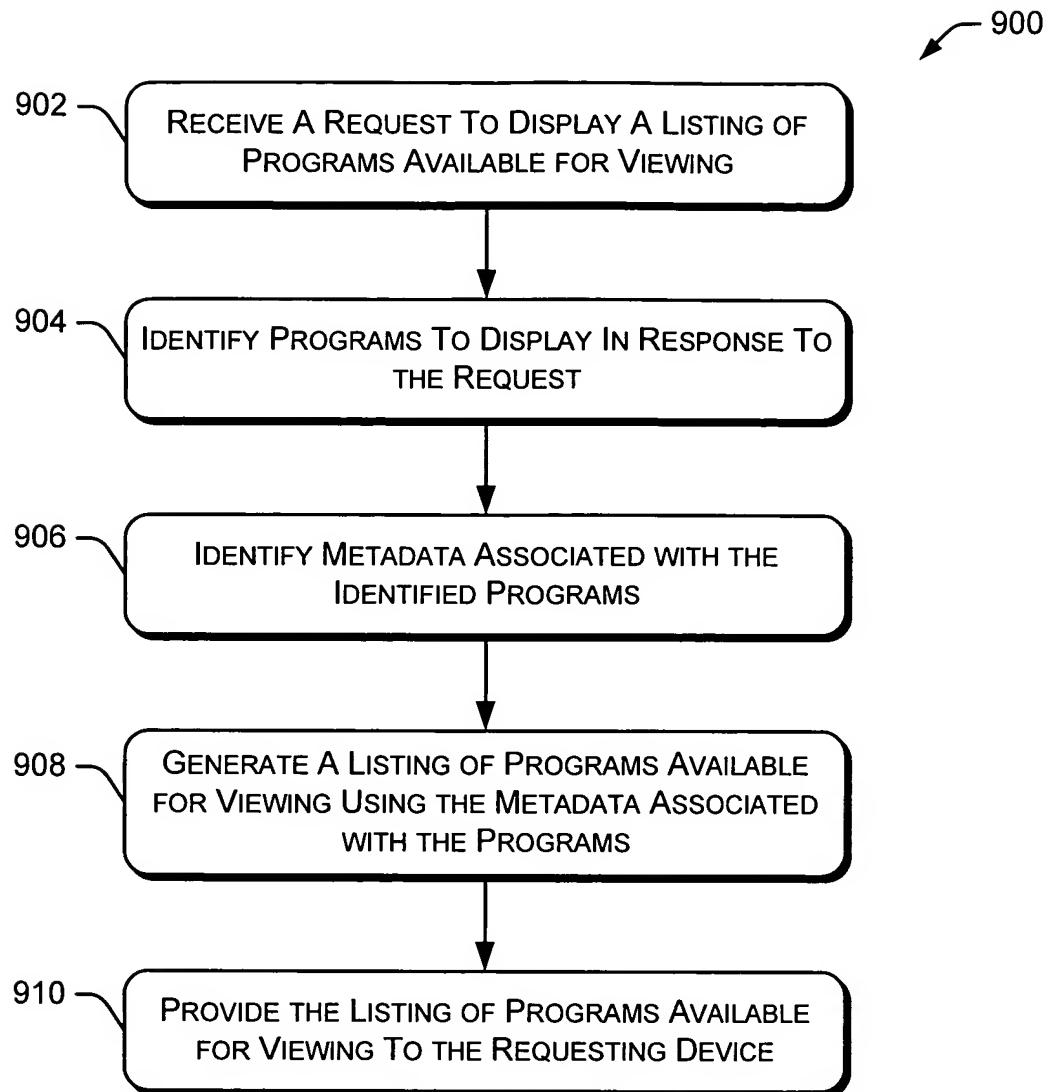 900
902
RECEIVE A REQUEST TO DISPLAY A LISTING OF
PROGRAMS AVAILABLE FOR VIEWING
904
IDENTIFY PROGRAMS TO DISPLAY IN RESPONSE TO
THE REQUEST
906
IDENTIFY METADATA ASSOCIATED WITH THE
IDENTIFIED PROGRAMS
908
GENERATE A LISTING OF PROGRAMS AVAILABLE
FOR VIEWING USING THE METADATA ASSOCIATED
WITH THE PROGRAMS
910
PROVIDE THE LISTING OF PROGRAMS AVAILABLE
FOR VIEWING TO THE REQUESTING DEVICE